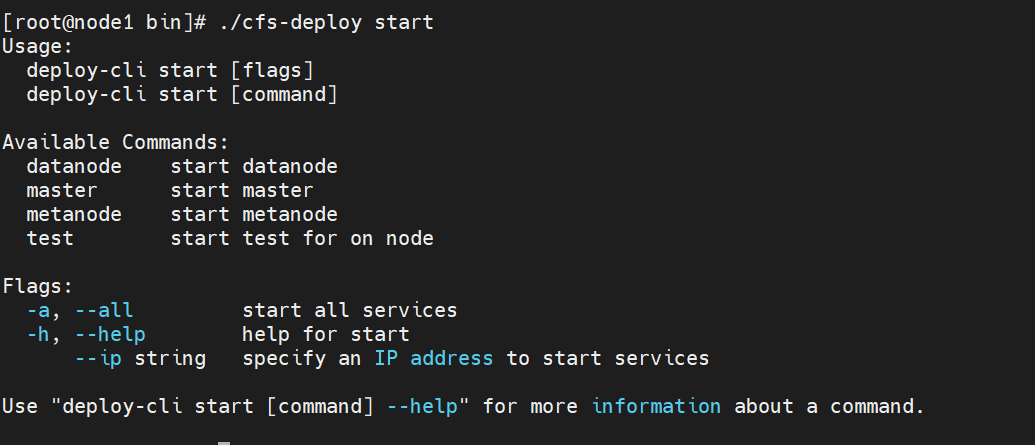 [root@node1 bin]# ./cfs-deploy start
Usage:
  deploy-cli start [flags]
  deploy-cli start [command]

Available Commands:
  datanode    start datanode
  master      start master
  metanode    start metanode
  test        start test for on node

Flags:
  -a, --all         start all services
  -h, --help        help for start
      --ip string   specify an IP address to start services

Use "deploy-cli start [command] --help" for more information about a command.